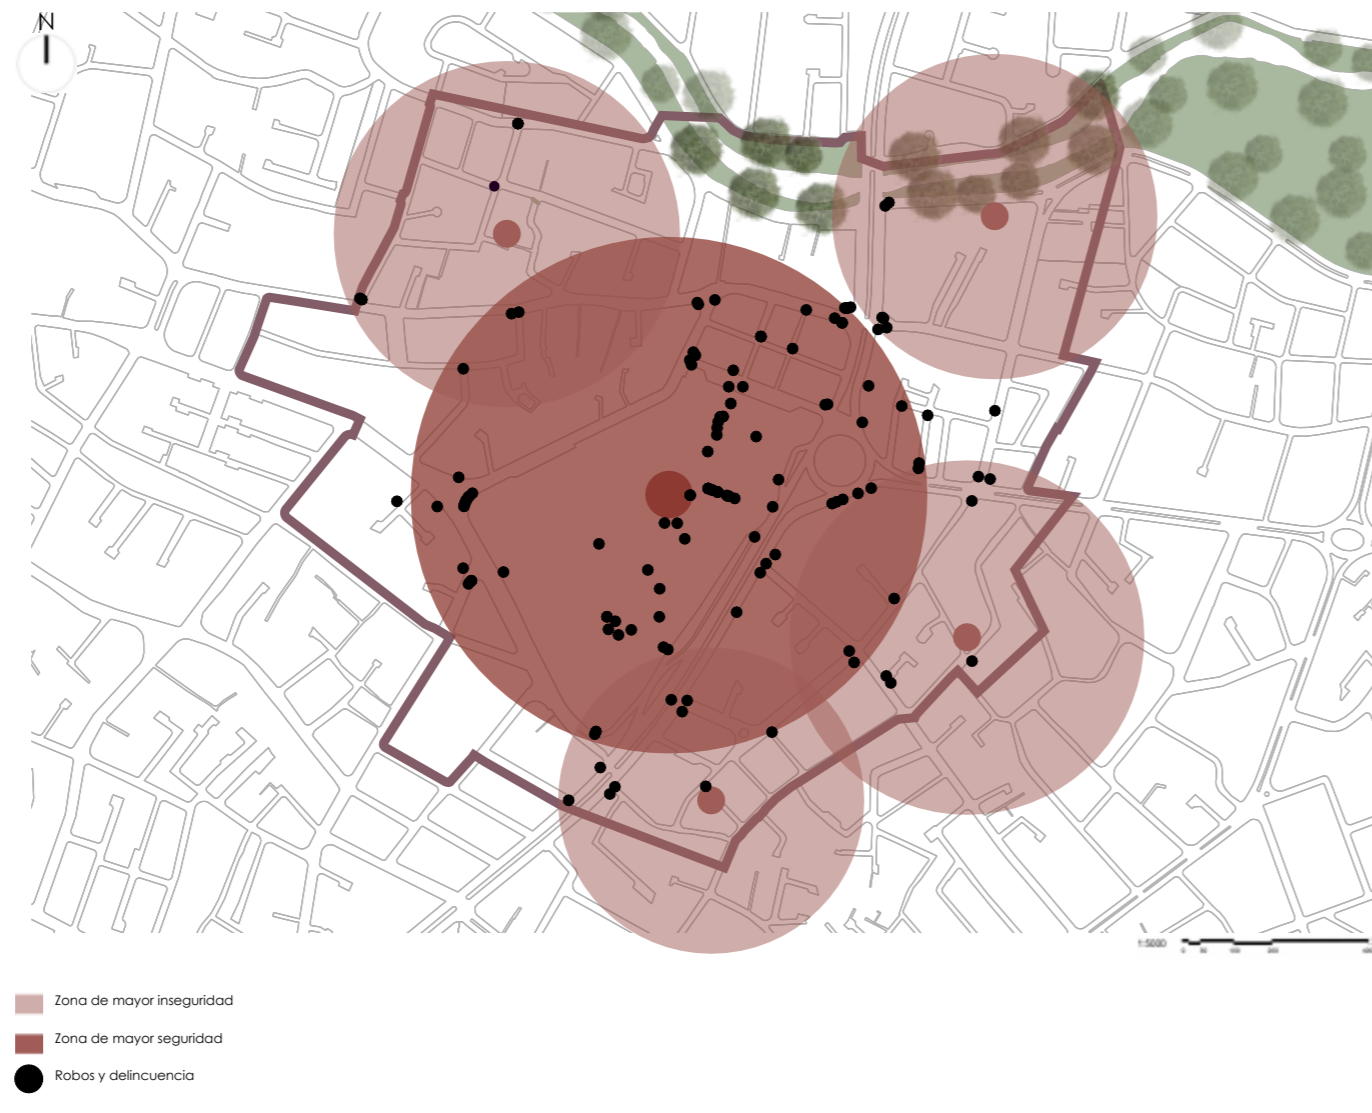 N
1:5000
Zona de mayor inseguridad
Zona de mayor seguridad
Robos y delincuencia